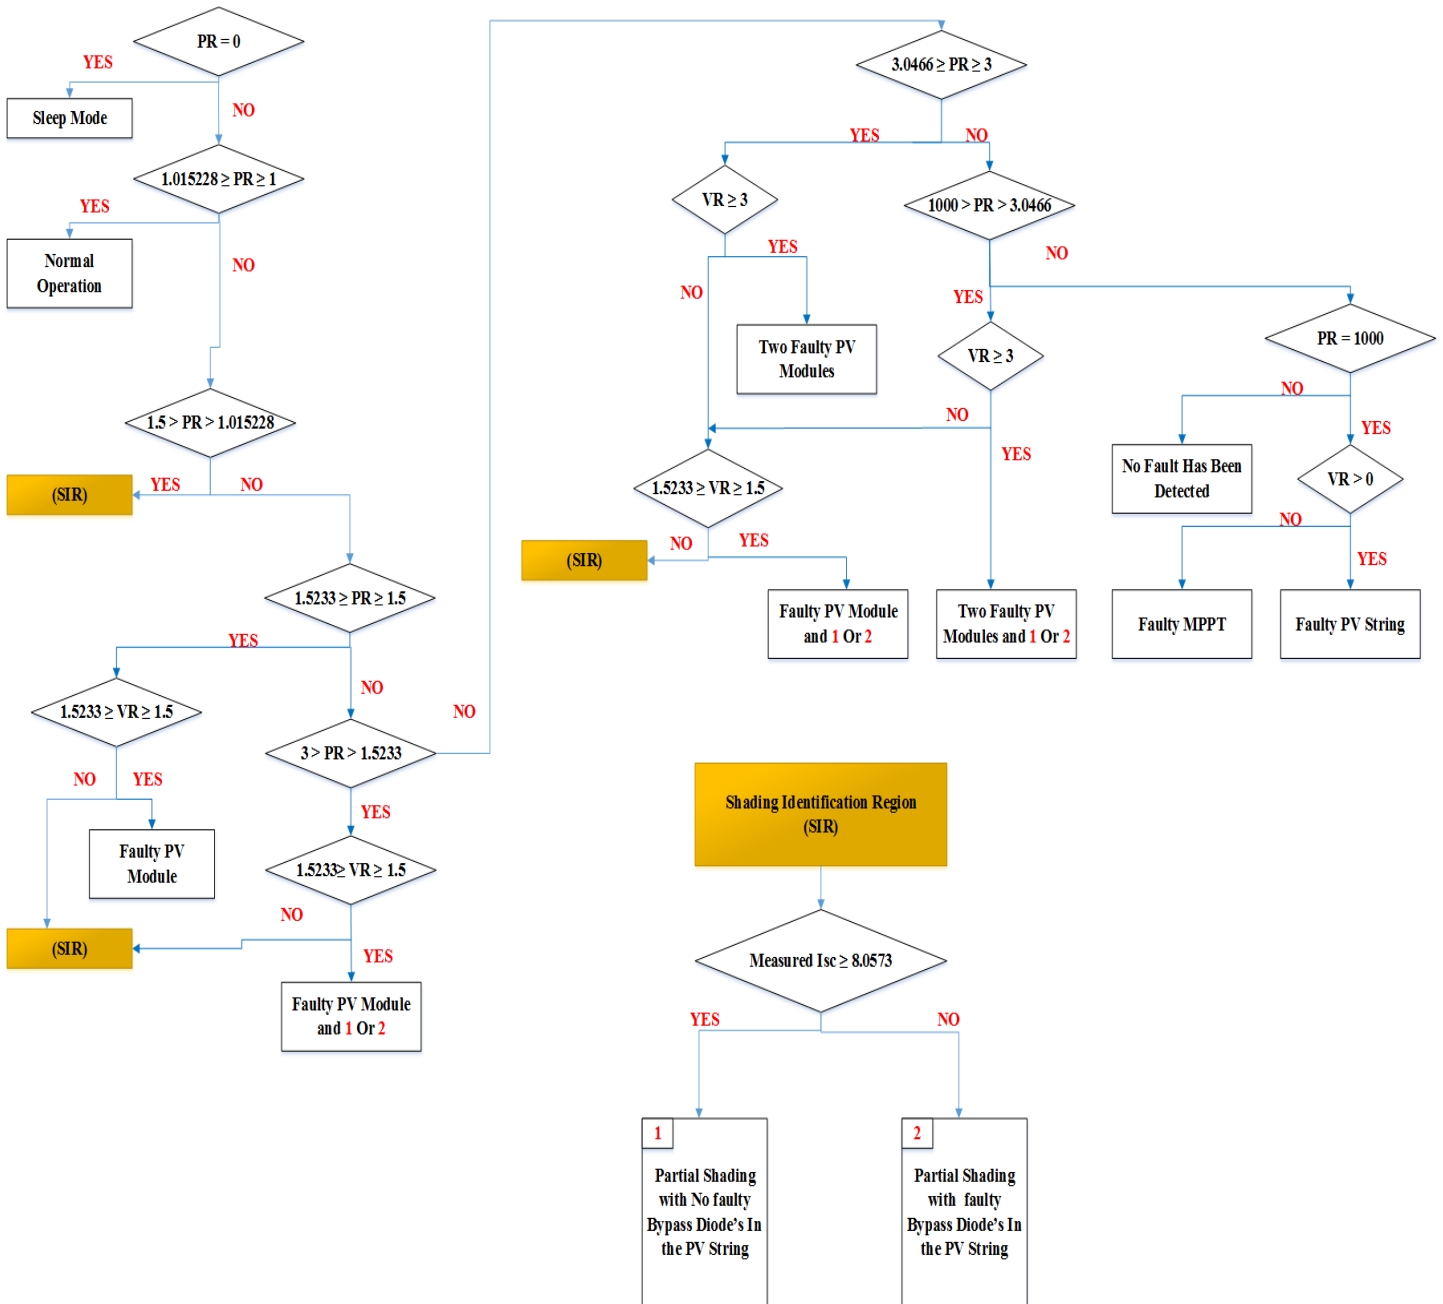 PR = 0
YES
Sleep Mode
NO
1.015228 ≥ PR ≥ 1
YES
Normal
Operation
NO
1.5 > PR > 1.015228
(SIR)
YES
NO
1.5233 ≥ PR ≥ 1.5
YES
NO
1.5233 ≥ VR ≥ 1.5
NO
YES
Faulty PV
Module
(SIR)
3 > PR > 1.5233
NO
YES
1.5233≥ VR ≥ 1.5
NO
YES
Faulty PV Module
and 1 Or 2
3.0466 ≥ PR ≥ 3
YES
NO
VR ≥ 3
YES
NO
Two Faulty PV
Modules
1000 > PR > 3.0466
NO
YES
VR ≥ 3
NO
YES
1.5233 ≥ VR ≥ 1.5
(SIR)
NO
YES
Faulty PV Module
and 1 Or 2
Two Faulty PV
Modules and 1 Or 2
PR = 1000
NO
YES
No Fault Has Been
Detected
VR > 0
NO
YES
Faulty MPPT
Faulty PV String
Shading Identification Region
(SIR)
Measured Isc ≥ 8.0573
YES
NO
1
Partial Shading
with No faulty
Bypass Diode's In
the PV String
2
Partial Shading
with faulty
Bypass Diode's In
the PV String